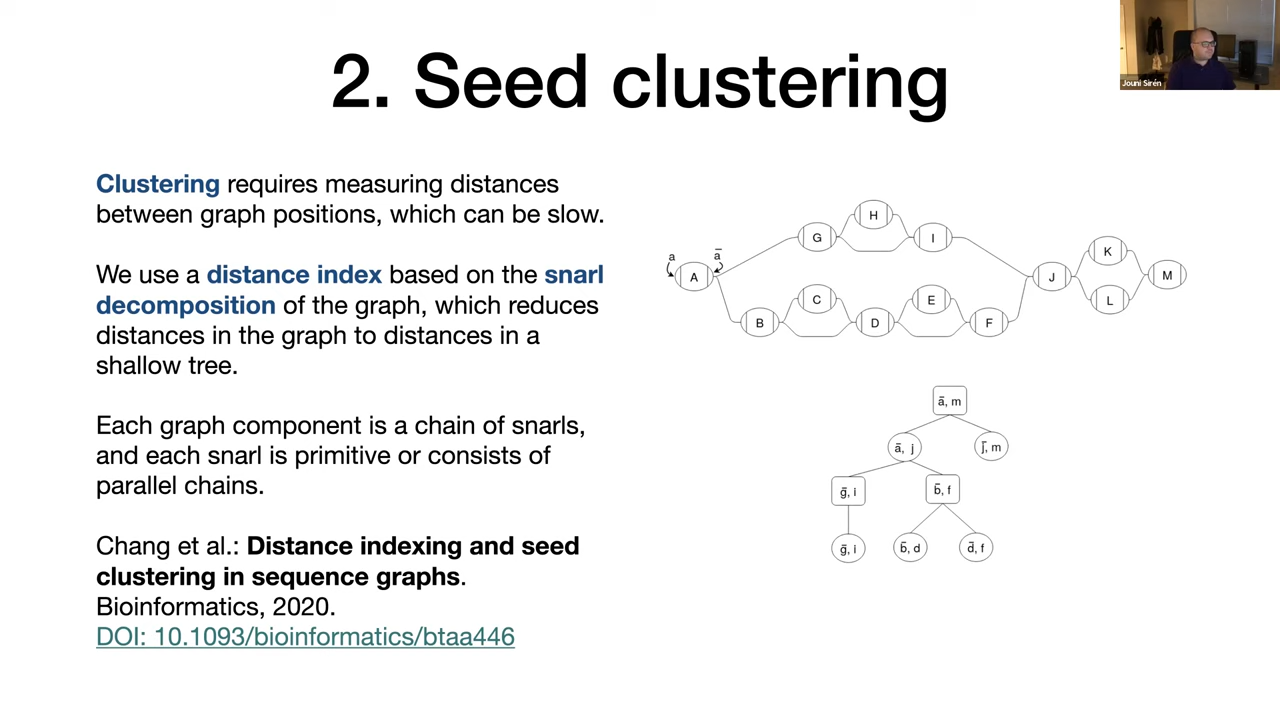 2. Seed clustering
Jouni Sirén
Clustering requires measuring distances
between graph positions, which can be slow.
We use a distance index based on the snarl
decomposition of the graph, which reduces
distances in the graph to distances in a
shallow tree.
Each graph component is a chain of snarls,
and each snarl is primitive or consists of
parallel chains.
Chang et al.: Distance indexing and seed
clustering in sequence graphs.
Bioinformatics, 2020.
DOI: 10.1093/bioinformatics/btaa446
H
G
I
a
a̅
A
K
J
M
C
E
L
B
D
F
a̅, m
a̅, j
j̅, m
g̅, i
b̅, f
g̅, i
b̅, d
d̅, f